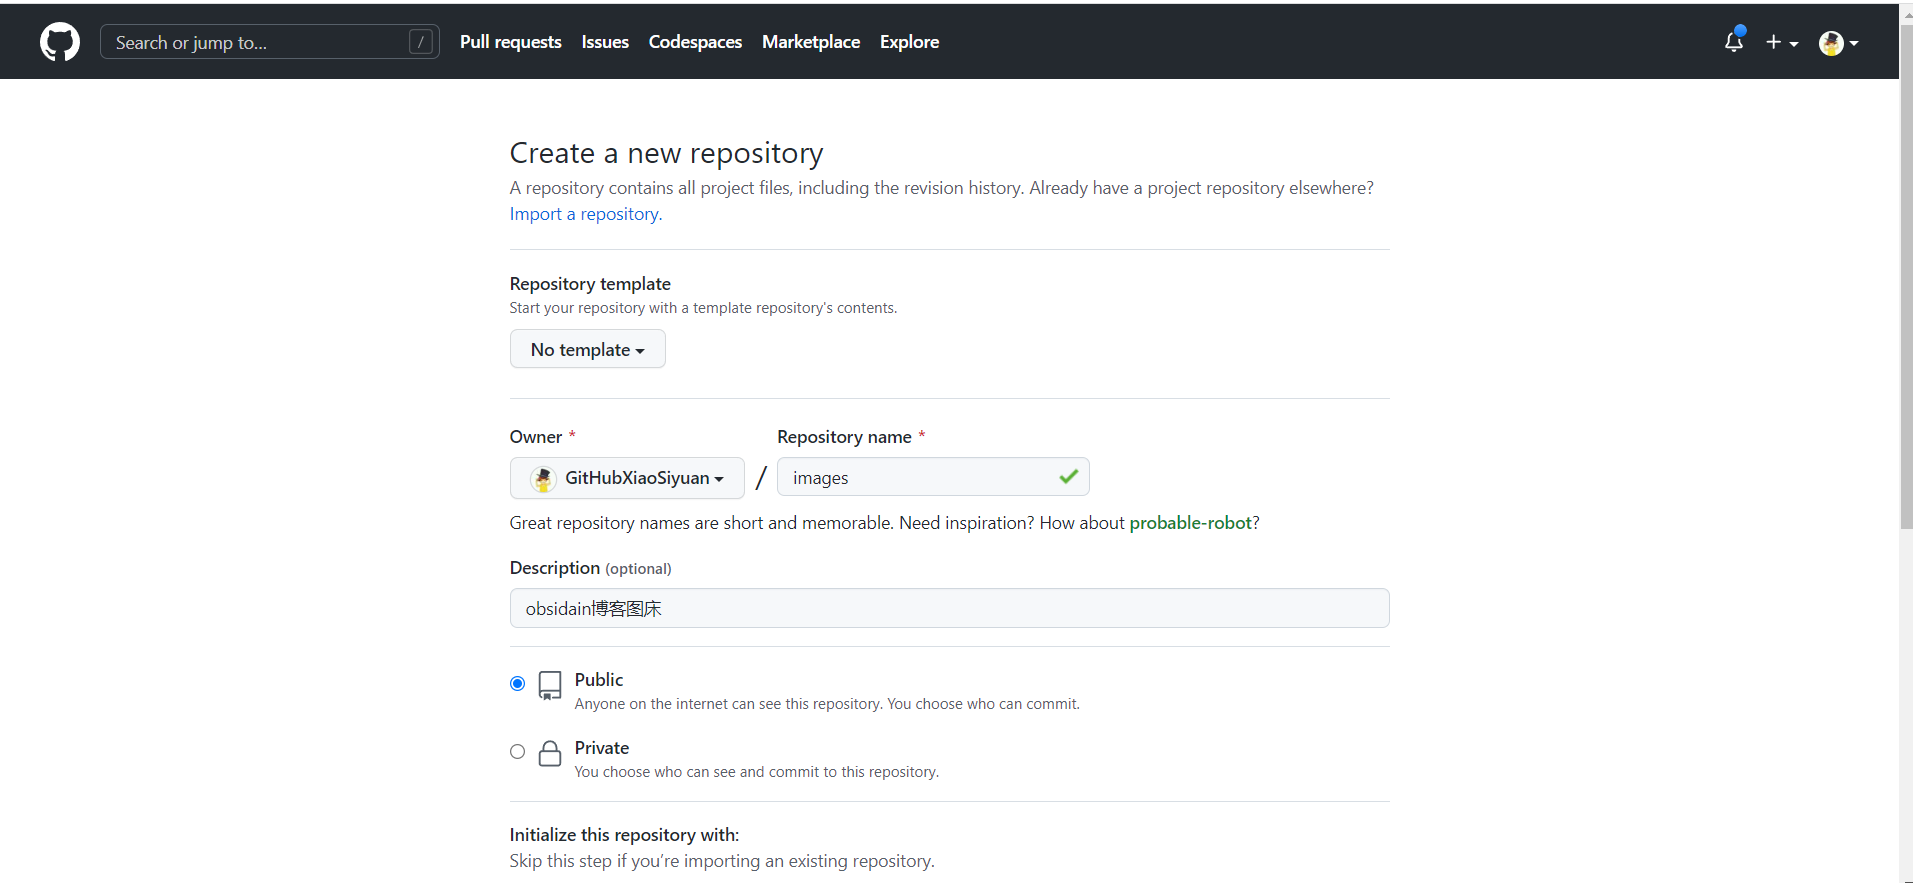 Search or jump to... / Pull requests Issues Codespaces Marketplace Explore
Create a new repository
A repository contains all project files, including the revision history. Already have a project repository elsewhere?
Import a repository.
Repository template
Start your repository with a template repository's contents.
No template
Owner * Repository name *
GitHubXiaoSiyuan / images
Great repository names are short and memorable. Need inspiration? How about probable-robot?
Description (optional)
obsidain博客图床
Public
Anyone on the internet can see this repository. You choose who can commit.
Private
You choose who can see and commit to this repository.
Initialize this repository with:
Skip this step if you're importing an existing repository.